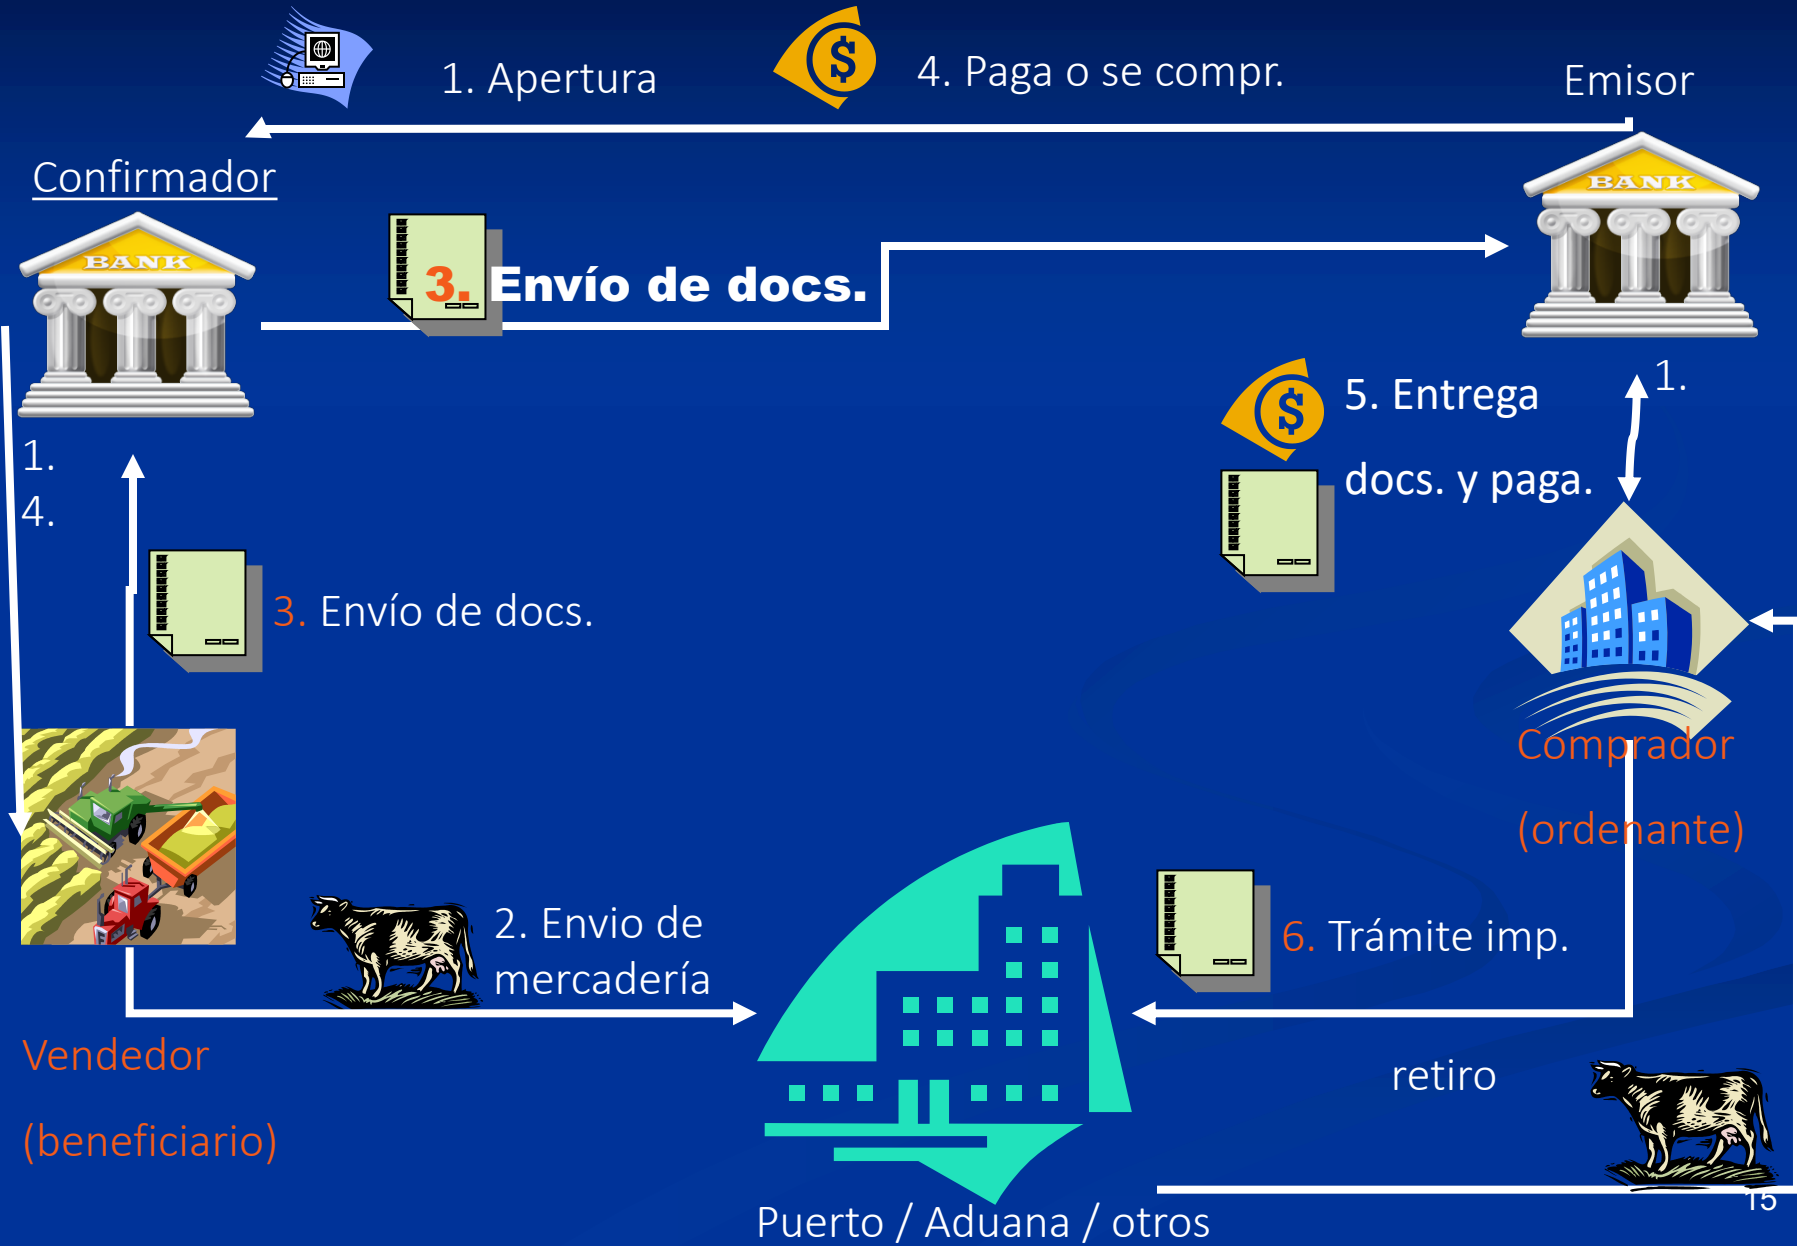 1. Apertura
4. Paga o se compr.
Emisor
Confirmador
BANK
BANK
3. Envío de docs.
1.
5. Entrega
docs. y paga.
1.
4.
3. Envío de docs.
Comprador
(ordenante)
2. Envio de
mercadería
6. Trámite imp.
Vendedor
(beneficiario)
retiro
Puerto / Aduana / otros
15